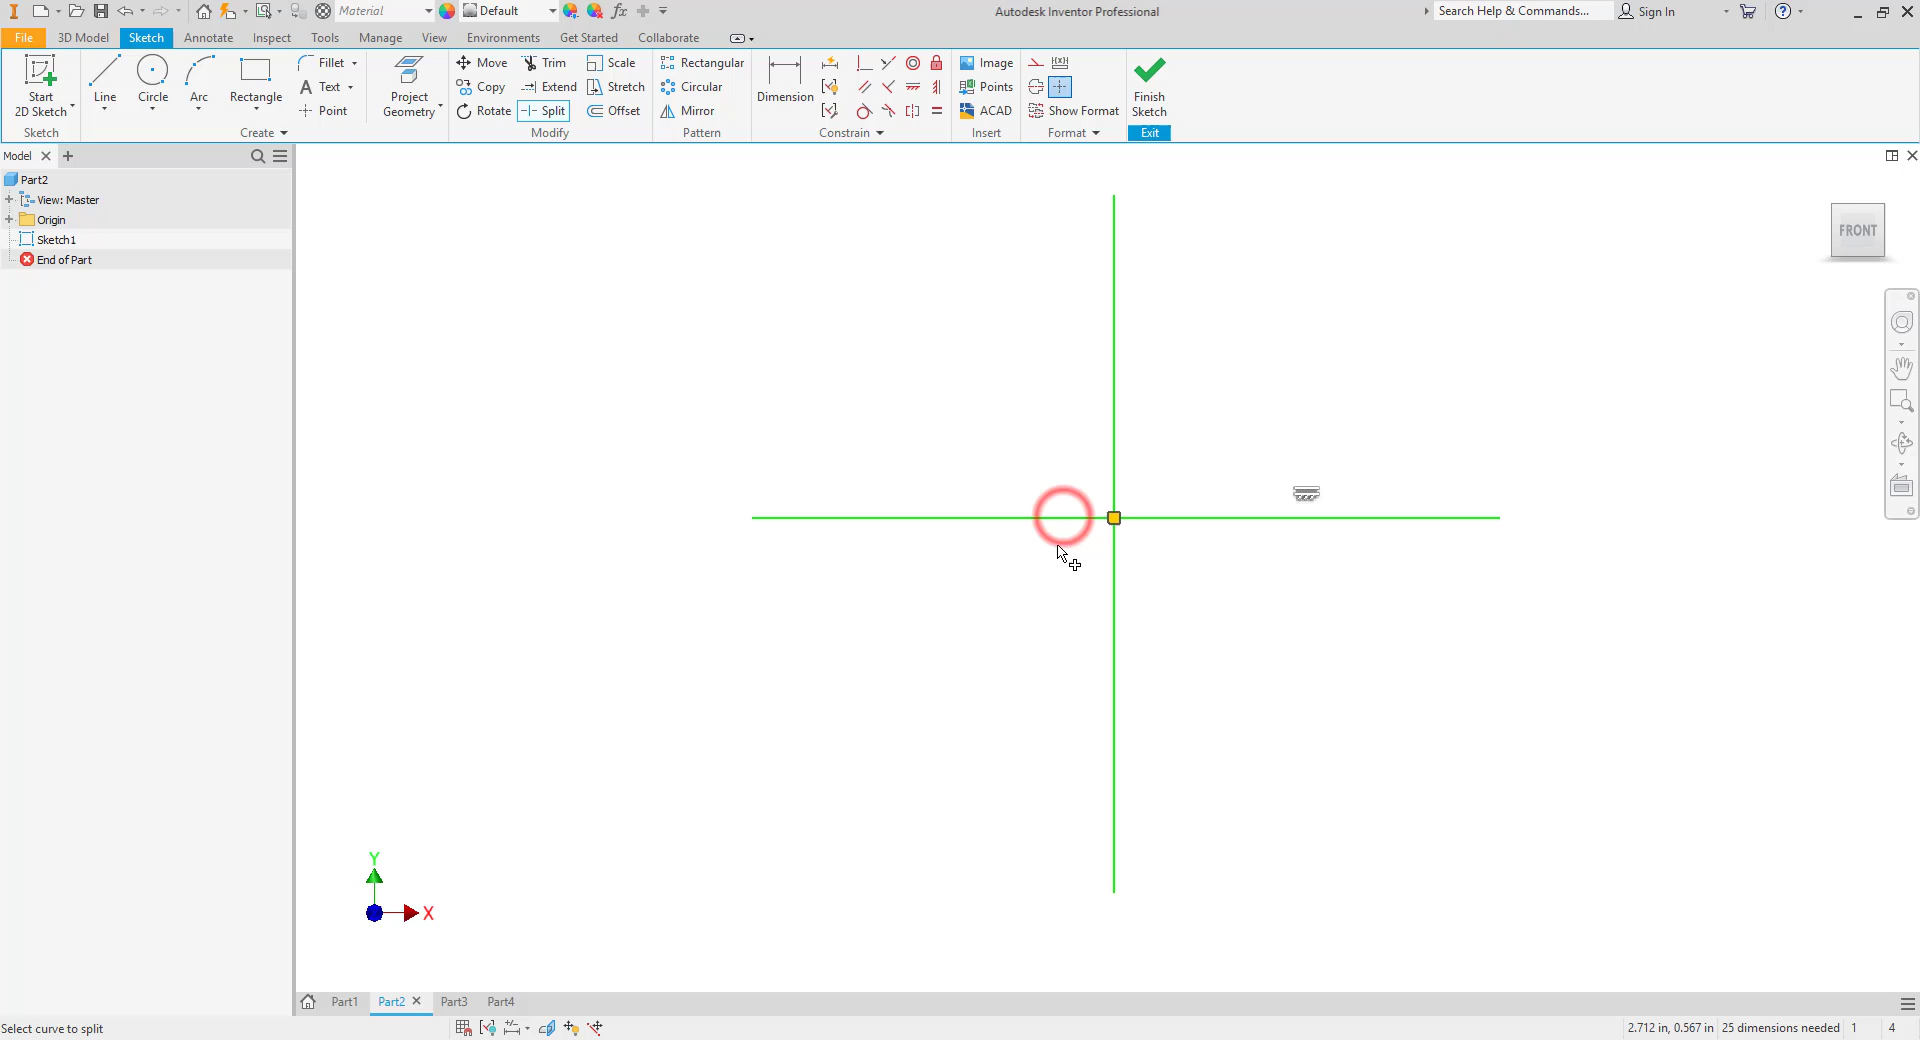 Material
Default
Autodesk Inventor Professional
Search Help & Commands...
Sign In
File
3D Model
Sketch
Annotate
Inspect
Tools
Manage
View
Environments
Get Started
Collaborate
Start
2D Sketch
Line
Circle
Arc
Rectangle
Fillet
Text
Point
Project
Geometry
Move
Copy
Rotate
Trim
Extend
Split
Scale
Stretch
Offset
Rectangular
Circular
Mirror
Dimension
Image
Points
ACAD
Show Format
Finish
Sketch
Sketch
Create
Modify
Pattern
Constrain
Insert
Format
Exit
Model
Part2
View: Master
Origin
Sketch1
End of Part
FRONT
Y
X
Part1
Part2
Part3
Part4
Select curve to split
2.712 in, 0.567 in
25 dimensions needed
1
4